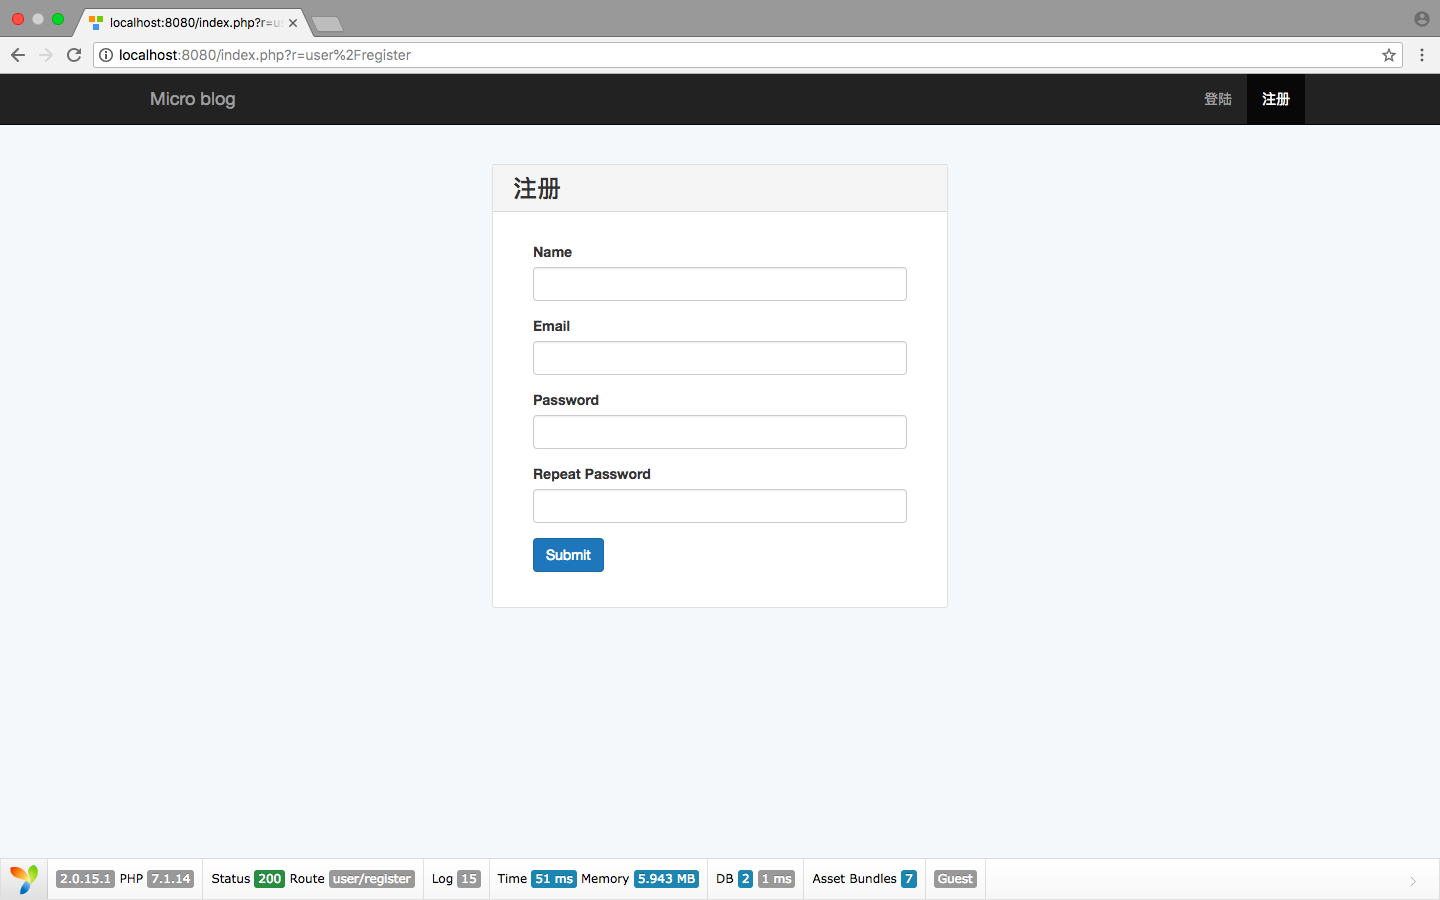 localhost:8080/index.php?r=us
localhost:8080/index.php?r=user%2Fregister
Micro blog
登陆
注册
注册
Name
Email
Password
Repeat Password
Submit
2.0.15.1 PHP 7.1.14 Status 200 Route user/register Log 15 Time 51 ms Memory 5.943 MB DB 2 1 ms Asset Bundles 7 Guest